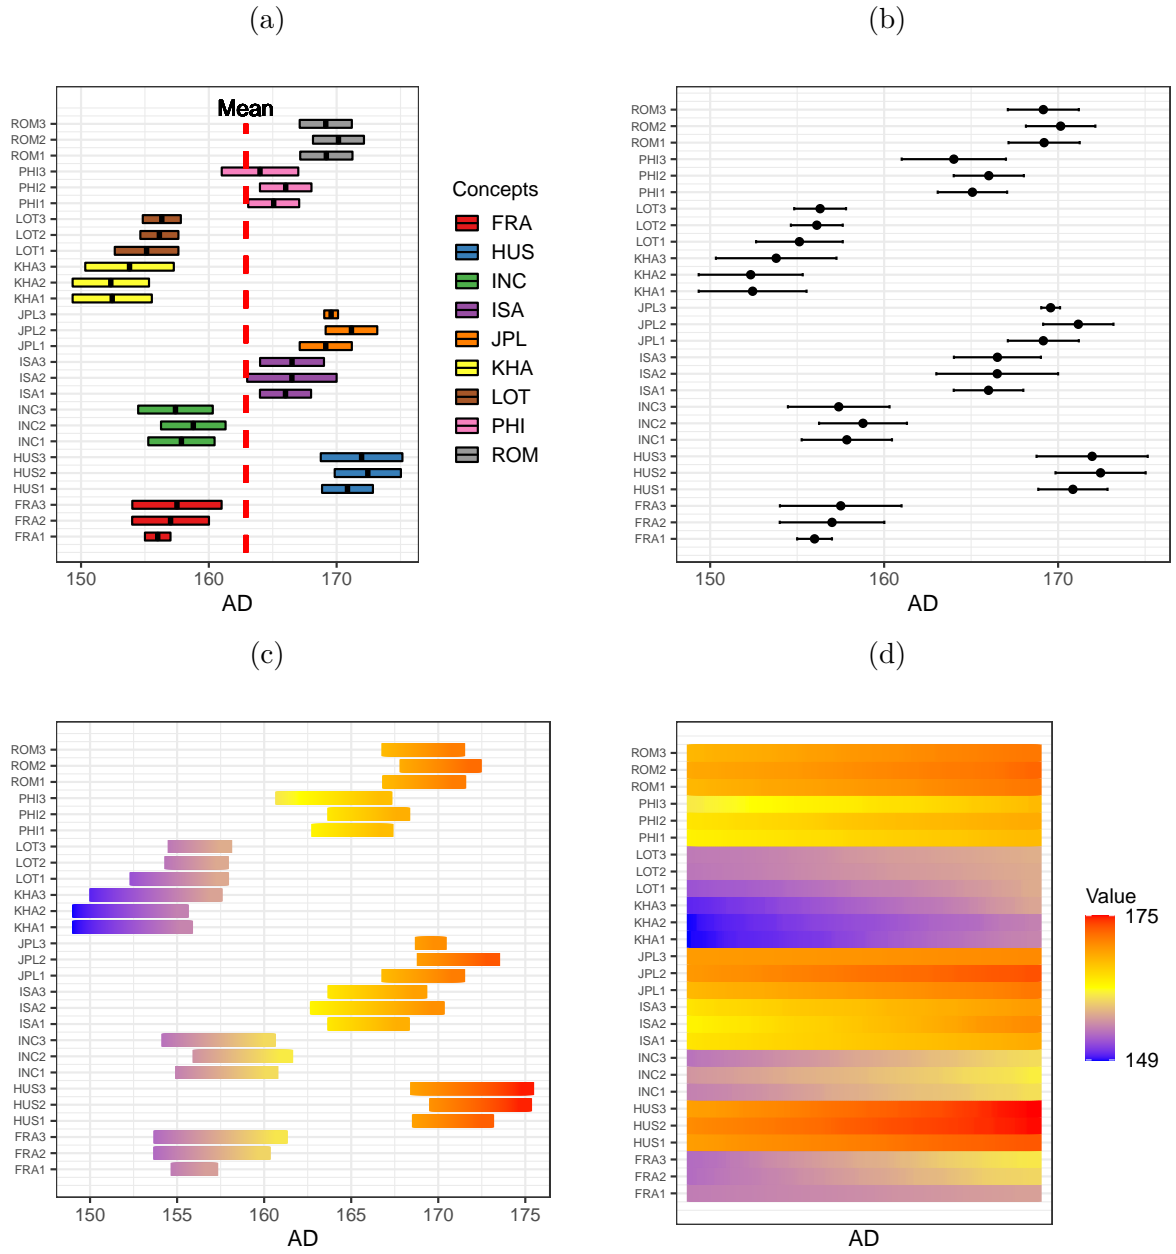 (a)
Mean
ROM3
ROM2
ROM1
PHI3
PHI2
PHI1
LOT3
LOT2
LOT1
KHA3
KHA2
KHA1
JPL3
JPL2
JPL1
ISA3
ISA2
ISA1
INC3
INC2
INC1
HUS3
HUS2
HUS1
FRA3
FRA2
FRA1
150 160 170
AD
Concepts
FRA
HUS
INC
ISA
JPL
KHA
LOT
PHI
ROM
(b)
ROM3
ROM2
ROM1
PHI3
PHI2
PHI1
LOT3
LOT2
LOT1
KHA3
KHA2
KHA1
JPL3
JPL2
JPL1
ISA3
ISA2
ISA1
INC3
INC2
INC1
HUS3
HUS2
HUS1
FRA3
FRA2
FRA1
150 160 170
AD
(c)
ROM3
ROM2
ROM1
PHI3
PHI2
PHI1
LOT3
LOT2
LOT1
KHA3
KHA2
KHA1
JPL3
JPL2
JPL1
ISA3
ISA2
ISA1
INC3
INC2
INC1
HUS3
HUS2
HUS1
FRA3
FRA2
FRA1
150 155 160 165 170 175
AD
(d)
ROM3
ROM2
ROM1
PHI3
PHI2
PHI1
LOT3
LOT2
LOT1
KHA3
KHA2
KHA1
JPL3
JPL2
JPL1
ISA3
ISA2
ISA1
INC3
INC2
INC1
HUS3
HUS2
HUS1
FRA3
FRA2
FRA1
AD
Value
175
149